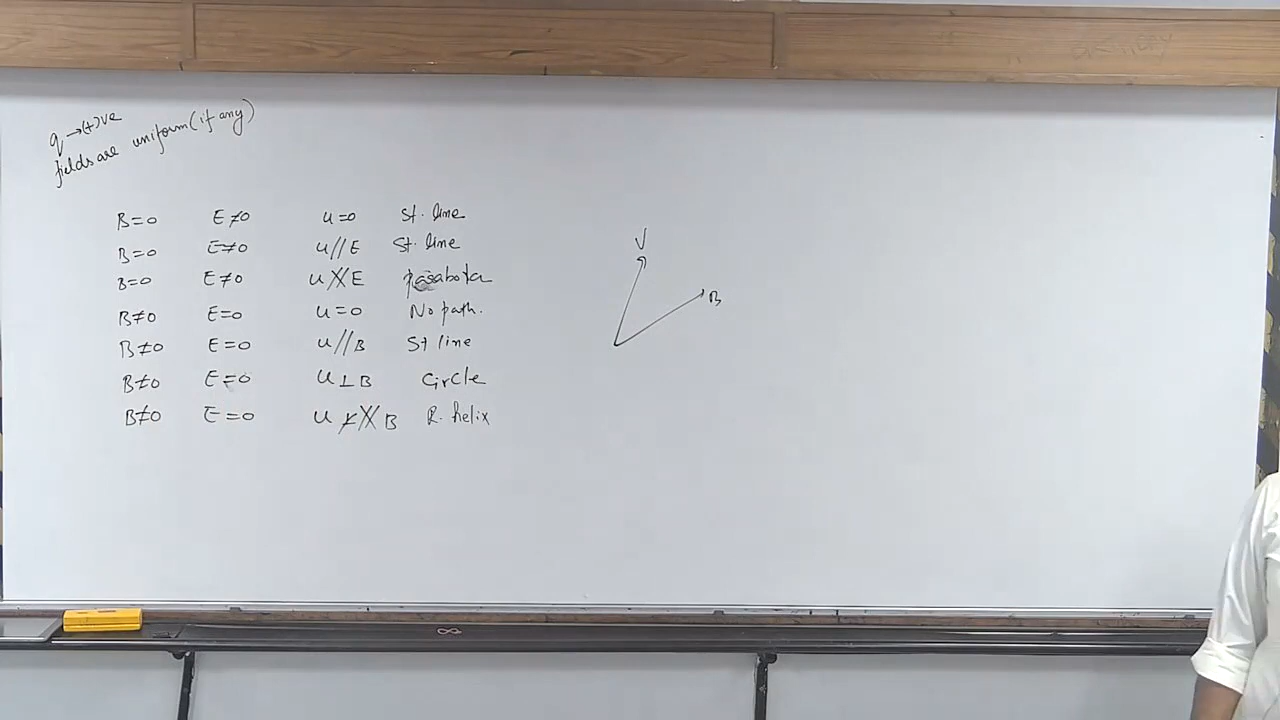 q → (+)ve
fields are uniform (if any)
B=0 E≠0 u=0 St. line
B=0 E≠0 u//E St. line
B=0 E≠0 u∦E parabola
B≠0 E=0 u=0 No path.
B≠0 E=0 u//B St line
B≠0 E=0 u⊥B Circle
B≠0 E=0 u ⊥̸ ∦ B R. helix
V
B